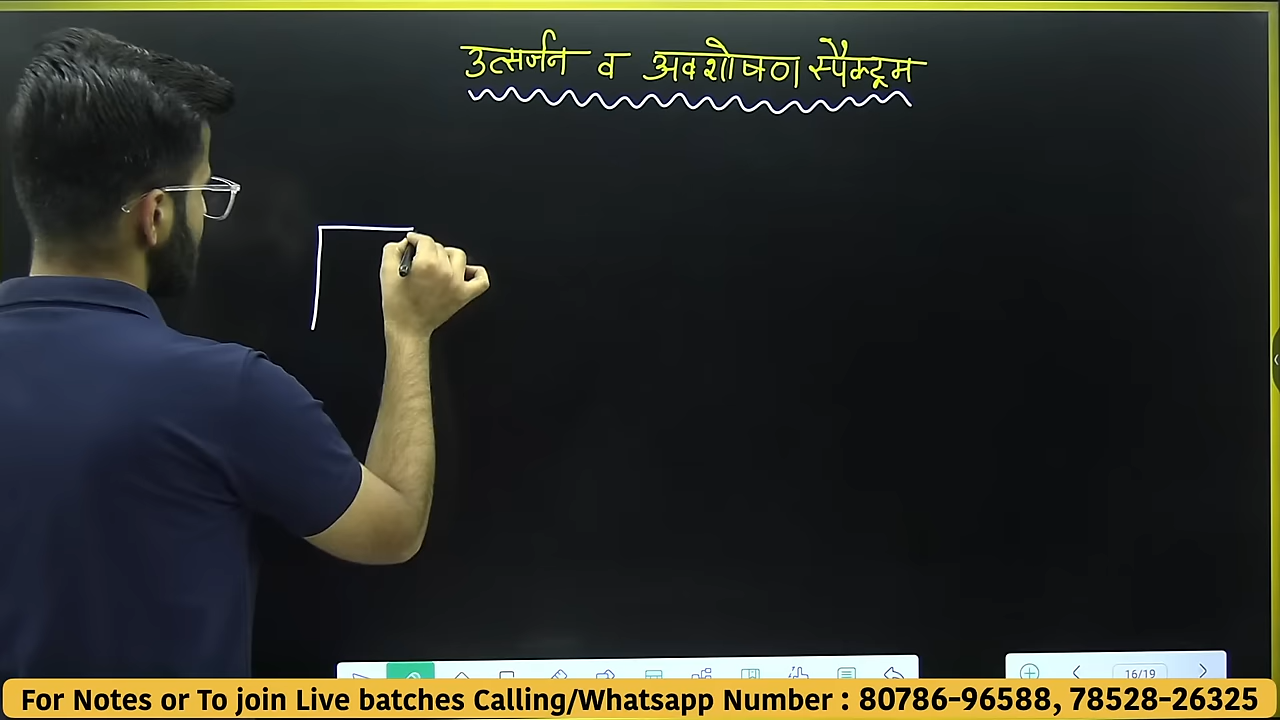 उत्सर्जन व अवशोषण स्पैक्ट्रम
16/19
For Notes or To join Live batches Calling/Whatsapp Number : 80786-96588, 78528-26325